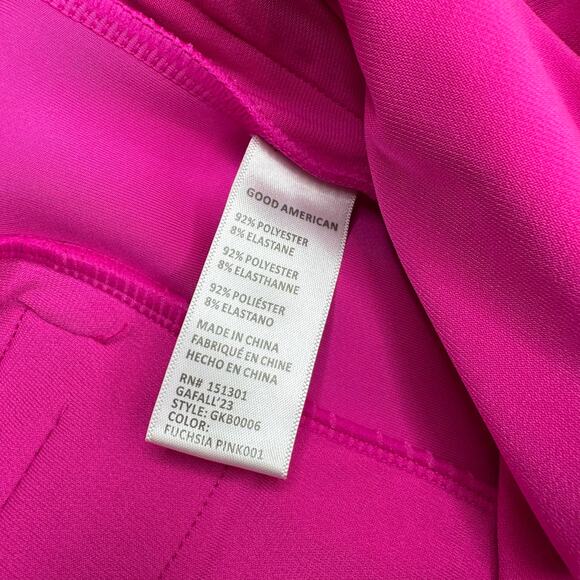 GOOD AMERICAN
92% POLYESTER
8% ELASTANE
92% POLYESTER
8% ELASTHANNE
92% POLIÉSTER
8% ELASTANO
MADE IN CHINA
FABRIQUÉ EN CHINE
HECHO EN CHINA
RN# 151301
GAFALL'23
STYLE: GKB0006
COLOR:
FUCHSIA PINK001